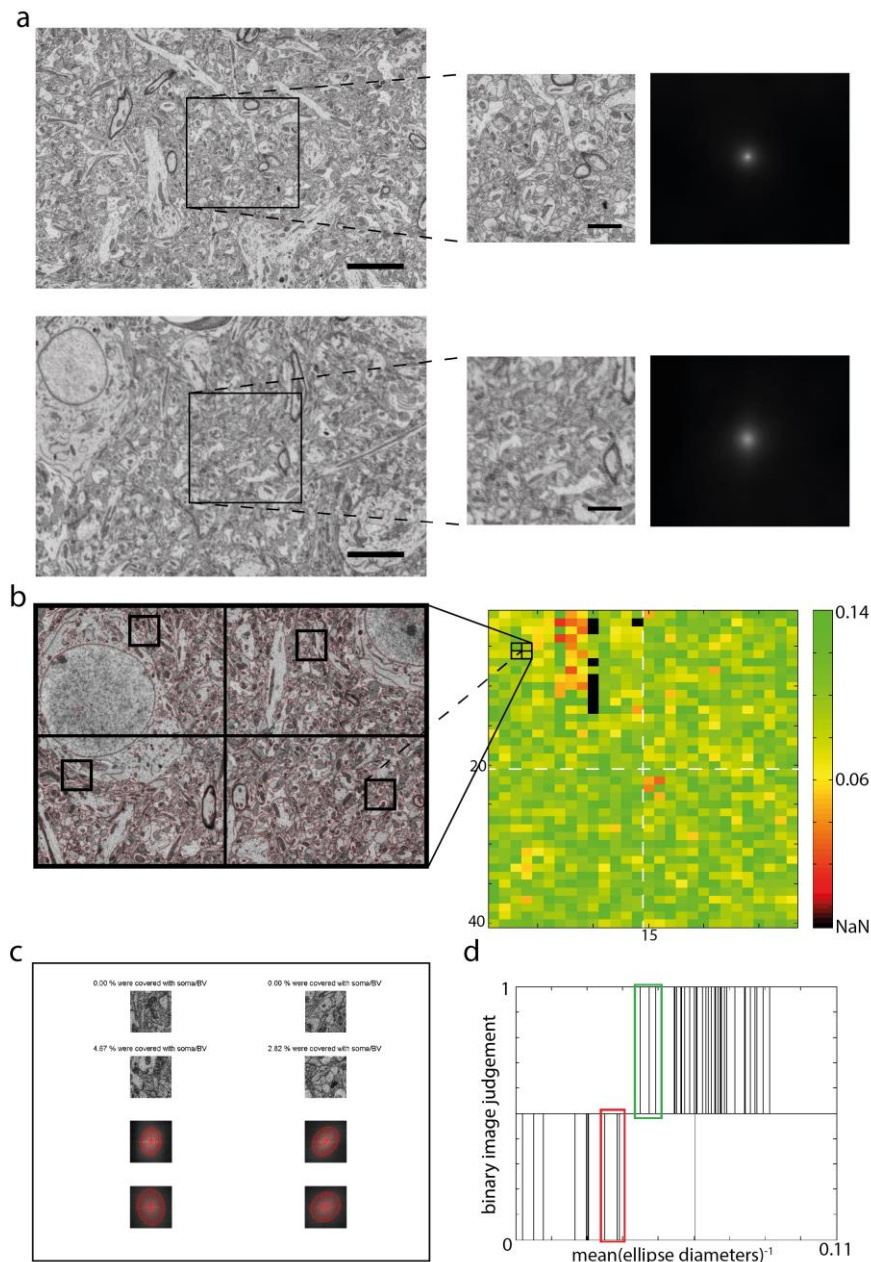 a
b
0.14
20
0.06
40
15
NaN
c
0.00 % were covered with soma/BV
0.00 % were covered with soma/BV
4.67 % were covered with soma/BV
2.82 % were covered with soma/BV
d
1
binary image judgement
0
mean(ellipse diameters)-1
0.11